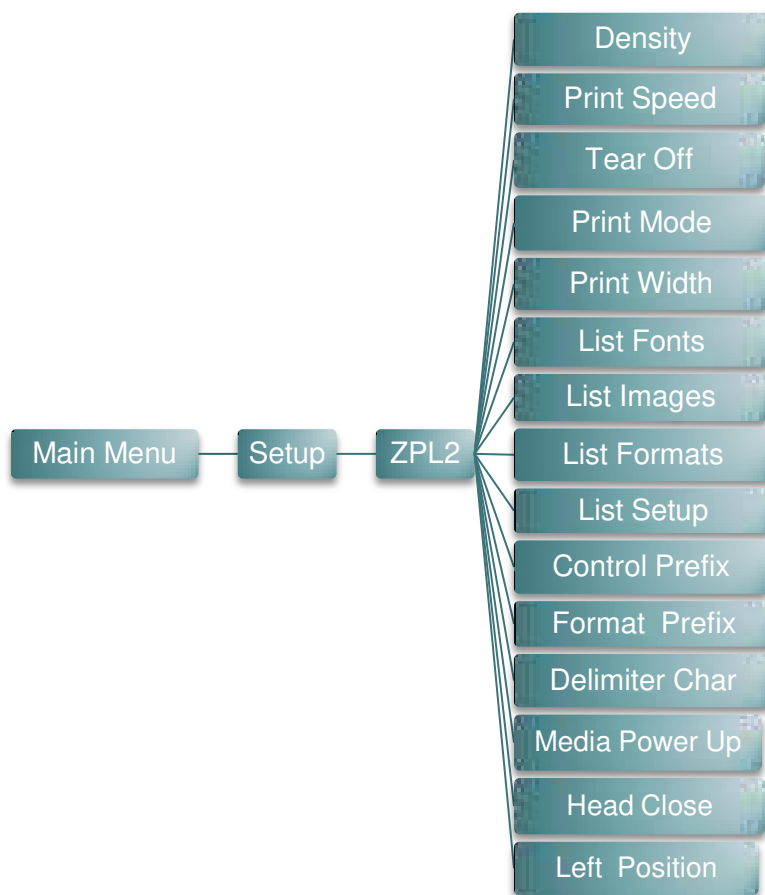 Main Menu
Setup
ZPL2
Density
Print Speed
Tear Off
Print Mode
Print Width
List Fonts
List Images
List Formats
List Setup
Control Prefix
Format Prefix
Delimiter Char
Media Power Up
Head Close
Left Position